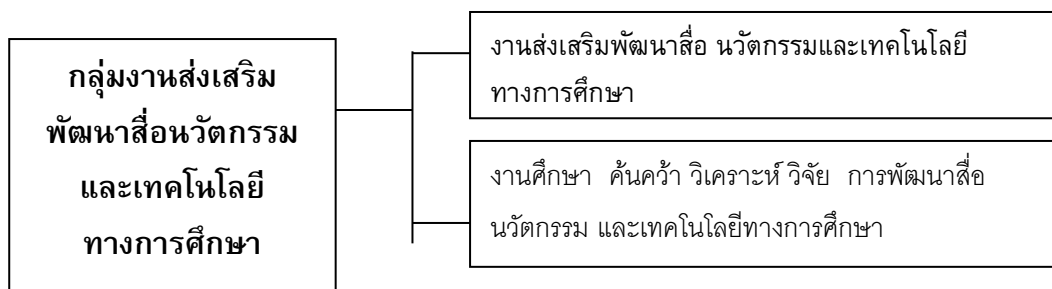 กลุ่มงานส่งเสริม
พัฒนาสื่อนวัตกรรม
และเทคโนโลยี
ทางการศึกษา
งานส่งเสริมพัฒนาสื่อ นวัตกรรมและเทคโนโลยี
ทางการศึกษา
งานศึกษา ค้นคว้า วิเคราะห์ วิจัย การพัฒนาสื่อ
นวัตกรรม และเทคโนโลยีทางการศึกษา